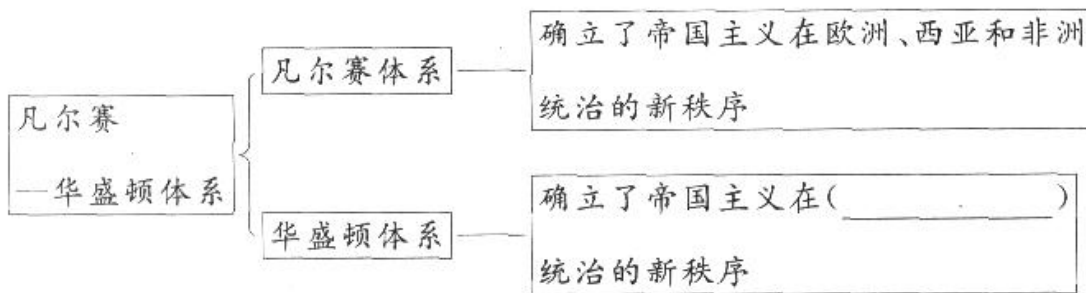 确立了帝国主义在欧洲、西亚和非洲
凡尔赛体系
统治的新秩序
凡尔赛
—华盛顿体系
确立了帝国主义在(__________)
华盛顿体系
统治的新秩序